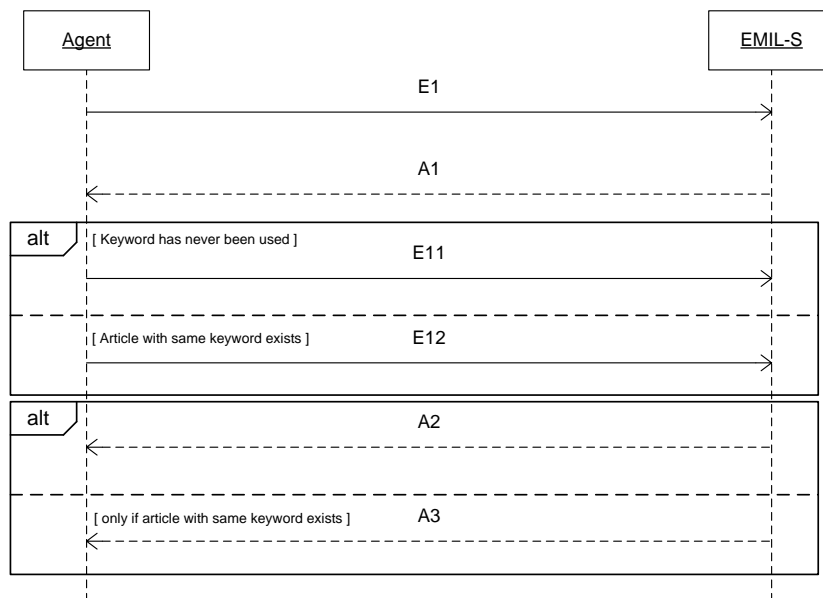 Agent
EMIL-S
E1
A1
alt
[ Keyword has never been used ]
E11
[ Article with same keyword exists ]
E12
alt
A2
[ only if article with same keyword exists ]
A3